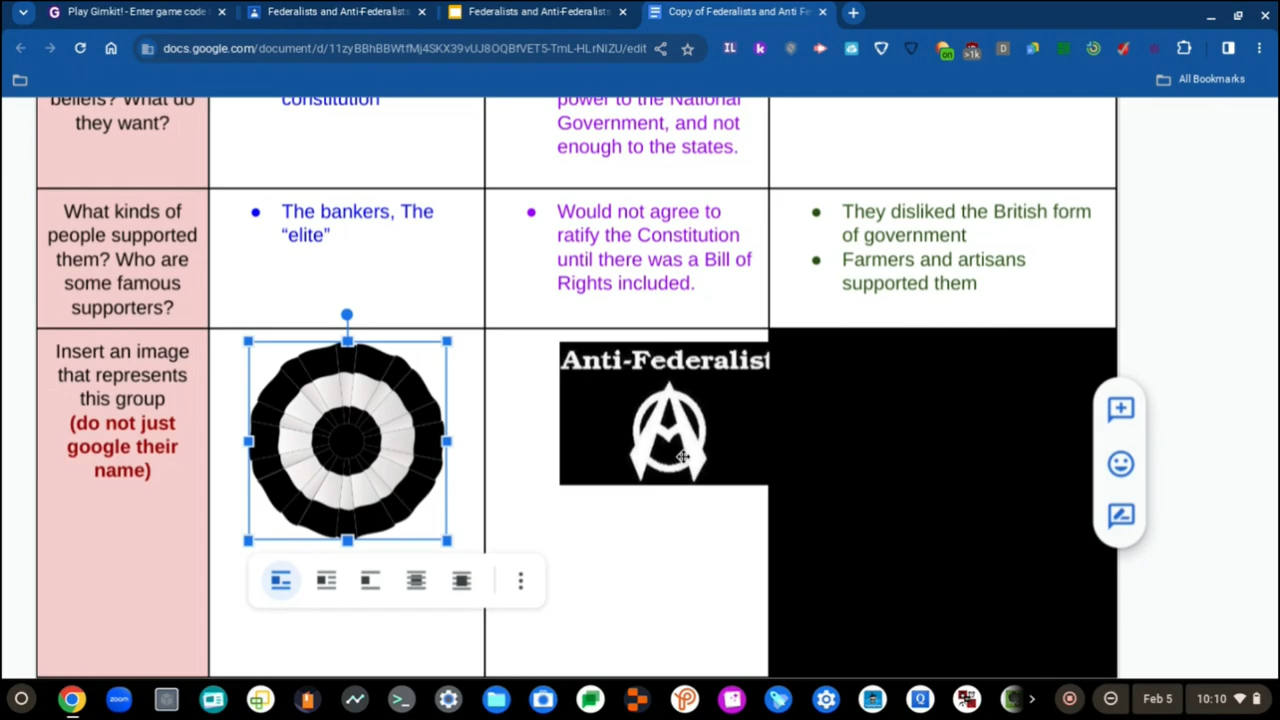 Play Gimkit! - Enter game code
Federalists and Anti-Federalists
Federalists and Anti-Federalists
Copy of Federalists and Anti Fe
docs.google.com/document/d/11zyBBhBBWtfMj4SKX39vUJ8OQBfVET5-TmL-HLrNIZU/edit
IL
k
on
>1k
D
All Bookmarks
beliefs? What do
they want?
constitution
power to the National
Government, and not
enough to the states.
What kinds of
people supported
them? Who are
some famous
supporters?
The bankers, The
“elite”
Would not agree to
ratify the Constitution
until there was a Bill of
Rights included.
They disliked the British form
of government
Farmers and artisans
supported them
Insert an image
that represents
this group
(do not just
google their
name)
Anti-Federalist
zoom
Feb 5
10:10